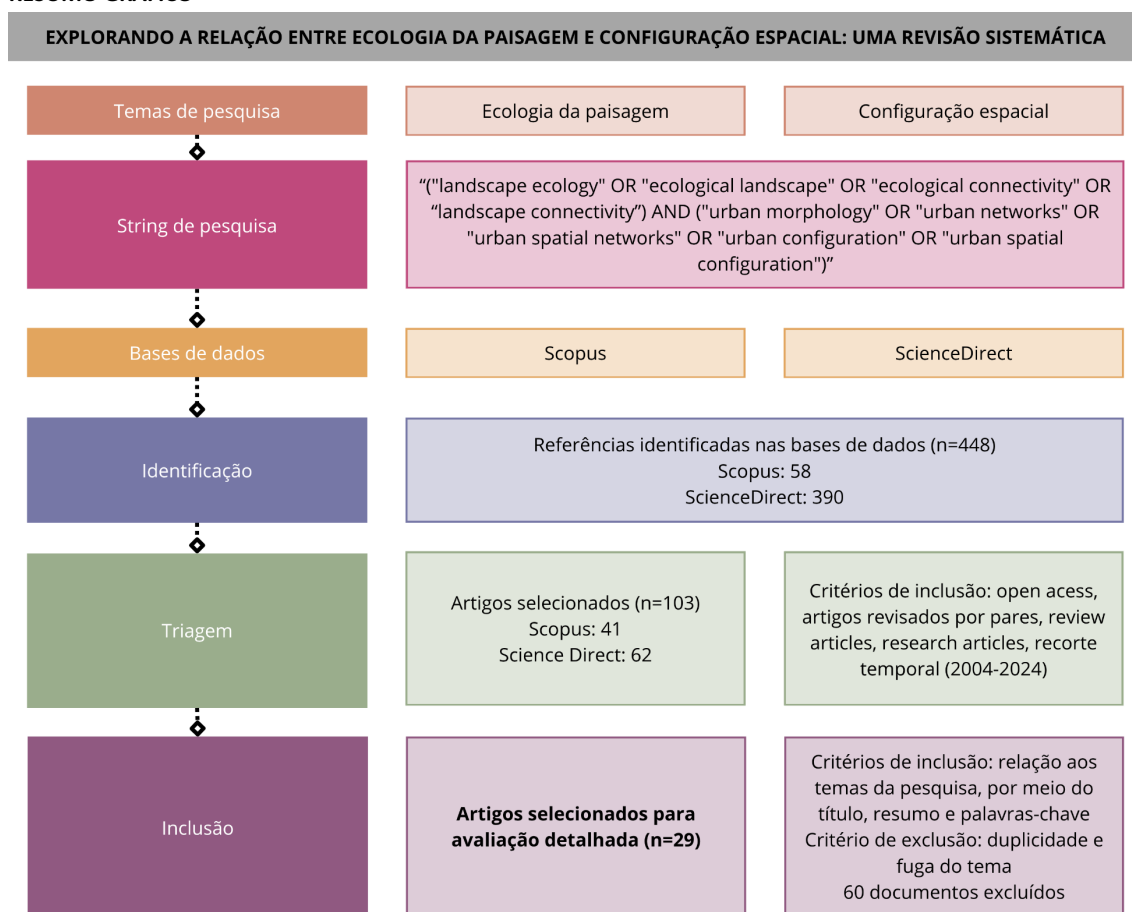 EXPLORANDO A RELAÇÃO ENTRE ECOLOGIA DA PAISAGEM E CONFIGURAÇÃO ESPACIAL: UMA REVISÃO SISTEMÁTICA
Temas de pesquisa
Ecologia da paisagem
Configuração espacial
String de pesquisa
“("landscape ecology" OR "ecological landscape" OR "ecological connectivity" OR
“landscape connectivity”) AND ("urban morphology" OR "urban networks" OR
"urban spatial networks" OR "urban configuration" OR "urban spatial
configuration")”
Bases de dados
Scopus
ScienceDirect
Identificação
Referências identificadas nas bases de dados (n=448)
Scopus: 58
ScienceDirect: 390
Triagem
Artigos selecionados (n=103)
Scopus: 41
Science Direct: 62
Critérios de inclusão: open acess,
artigos revisados por pares, review
articles, research articles, recorte
temporal (2004-2024)
Inclusão
Artigos selecionados para
avaliação detalhada (n=29)
Critérios de inclusão: relação aos
temas da pesquisa, por meio do
título, resumo e palavras-chave
Critério de exclusão: duplicidade e
fuga do tema
60 documentos excluídos